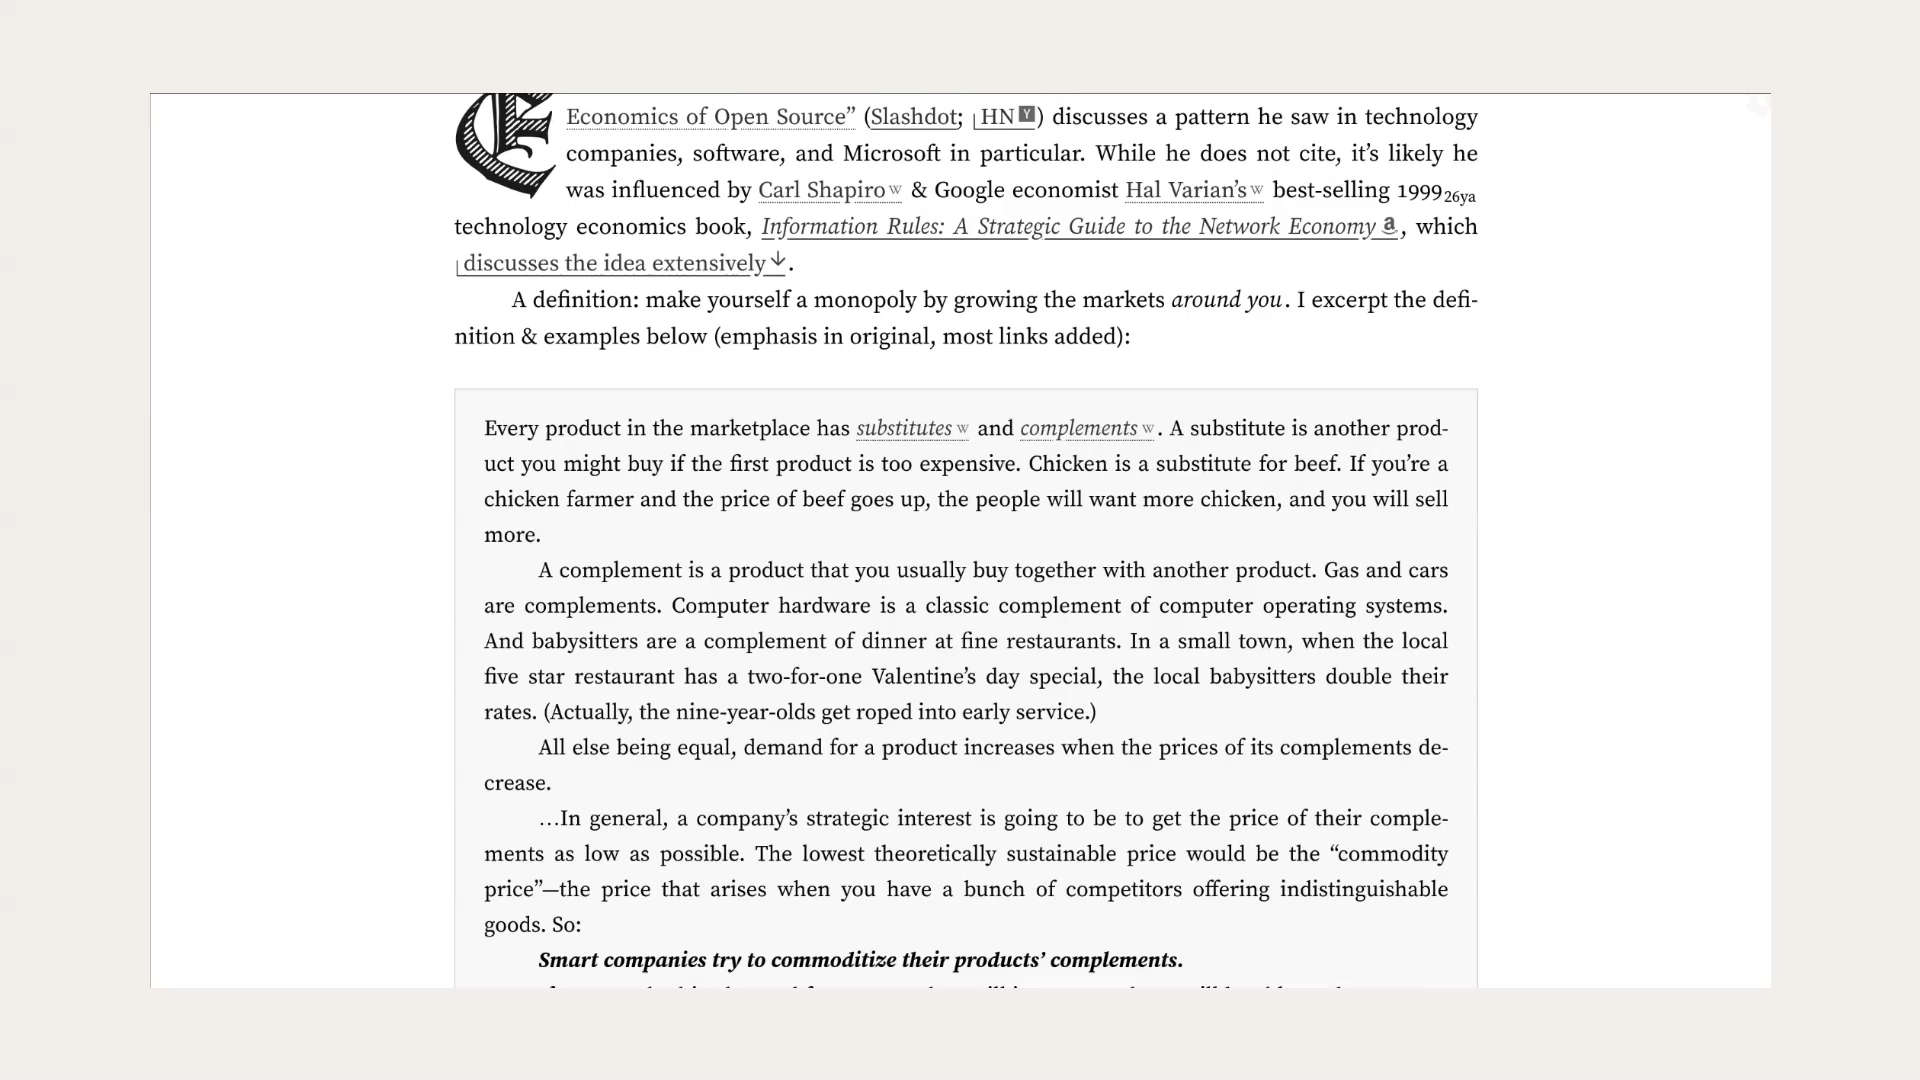 Economics of Open Source” (Slashdot; HN Y) discusses a pattern he saw in technology
companies, software, and Microsoft in particular. While he does not cite, it’s likely he
was influenced by Carl Shapiro W & Google economist Hal Varian’s W best-selling 1999 26ya
technology economics book, Information Rules: A Strategic Guide to the Network Economy a, which
discusses the idea extensively↓.
A definition: make yourself a monopoly by growing the markets around you. I excerpt the defi-
nition & examples below (emphasis in original, most links added):
Every product in the marketplace has substitutes W and complements W. A substitute is another prod-
uct you might buy if the first product is too expensive. Chicken is a substitute for beef. If you’re a
chicken farmer and the price of beef goes up, the people will want more chicken, and you will sell
more.
A complement is a product that you usually buy together with another product. Gas and cars
are complements. Computer hardware is a classic complement of computer operating systems.
And babysitters are a complement of dinner at fine restaurants. In a small town, when the local
five star restaurant has a two-for-one Valentine’s day special, the local babysitters double their
rates. (Actually, the nine-year-olds get roped into early service.)
All else being equal, demand for a product increases when the prices of its complements de-
crease.
…In general, a company’s strategic interest is going to be to get the price of their comple-
ments as low as possible. The lowest theoretically sustainable price would be the “commodity
price”—the price that arises when you have a bunch of competitors offering indistinguishable
goods. So:
Smart companies try to commoditize their products’ complements.